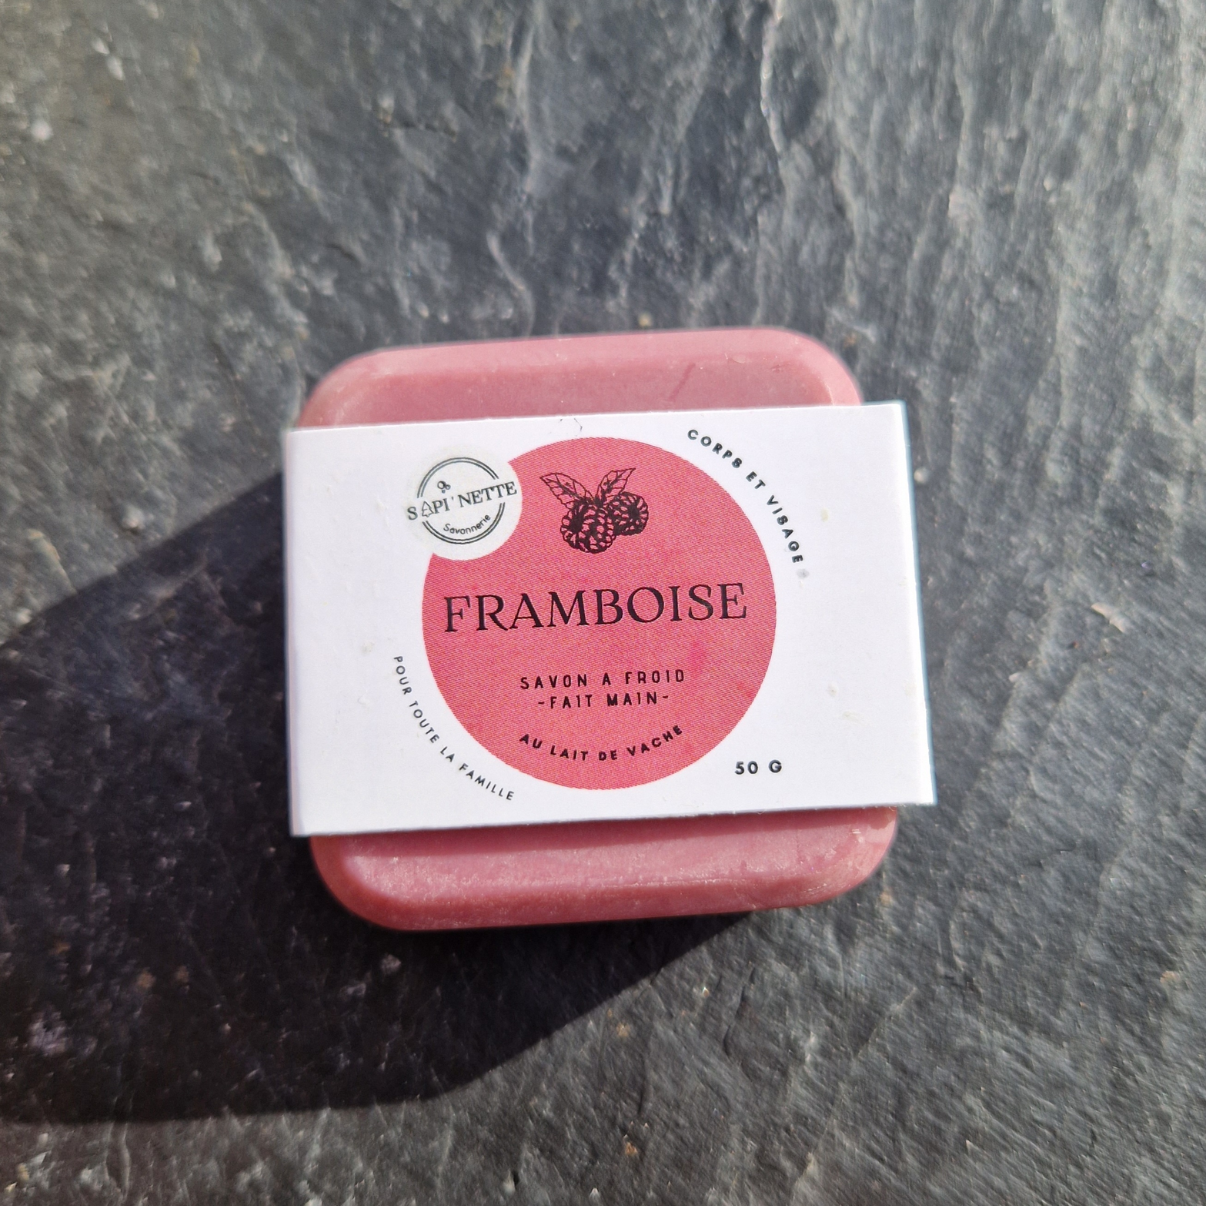 SAPI'NETTE
Savonnerie
CORPS ET VISAGE
FRAMBOISE
SAVON A FROID
-FAIT MAIN-
AU LAIT DE VACHE
POUR TOUTE LA FAMILLE
50 G